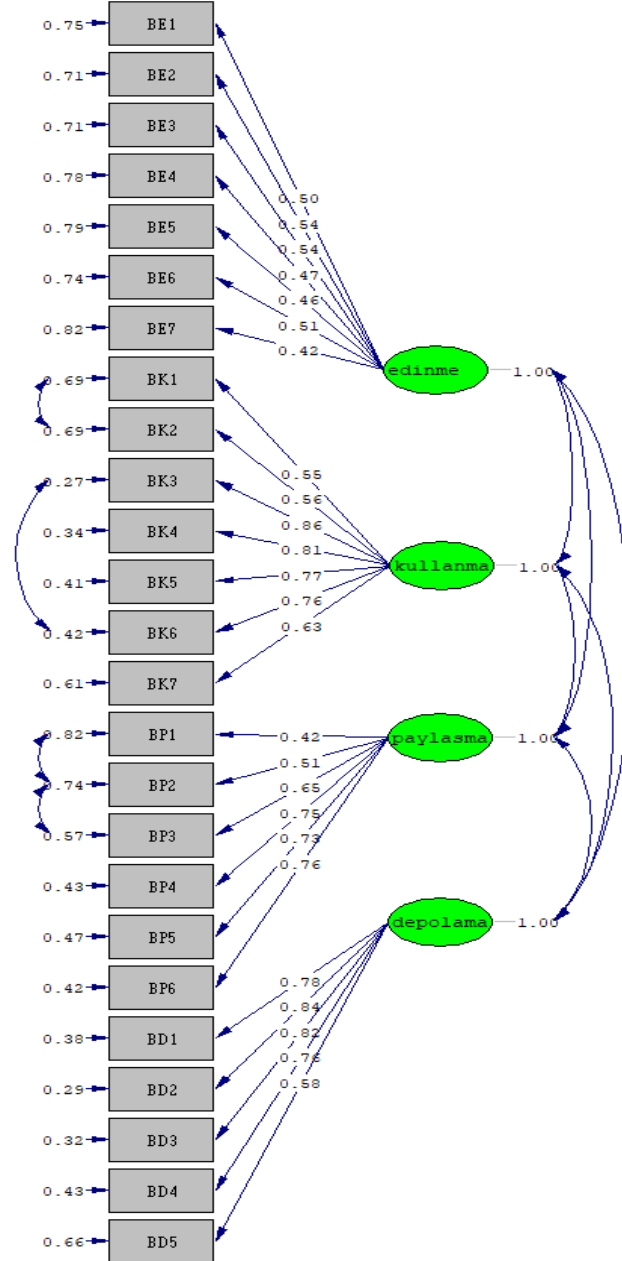 0.75 BE1
0.71 BE2
0.71 BE3
0.78 BE4
0.50
0.79 BE5
0.54
0.54
0.74 BE6
0.47
0.46
0.51
0.82 BE7
0.42
edinme 1.00
0.69 BK1
0.69 BK2
0.55
0.27 BK3
0.56
0.86
0.34 BK4
0.81
0.41 BK5
0.77
kullanma 1.00
0.76
0.42 BK6
0.63
0.61 BK7
0.82 BP1
0.42
paylasma 1.00
0.51
0.74 BP2
0.65
0.75
0.57 BP3
0.73
0.76
0.43 BP4
depolama 1.00
0.47 BP5
0.42 BP6
0.78
0.84
0.38 BD1
0.82
0.76
0.29 BD2
0.58
0.32 BD3
0.43 BD4
0.66 BD5